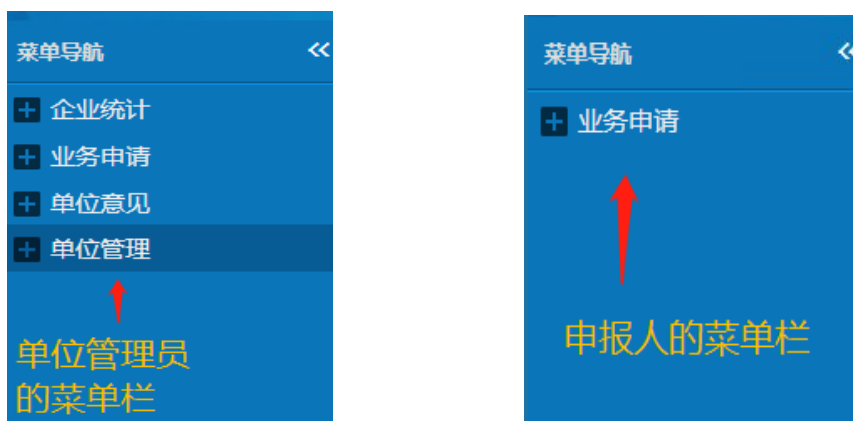 菜单导航
企业统计
业务申请
单位意见
单位管理
单位管理员
的菜单栏
菜单导航
业务申请
申报人的菜单栏